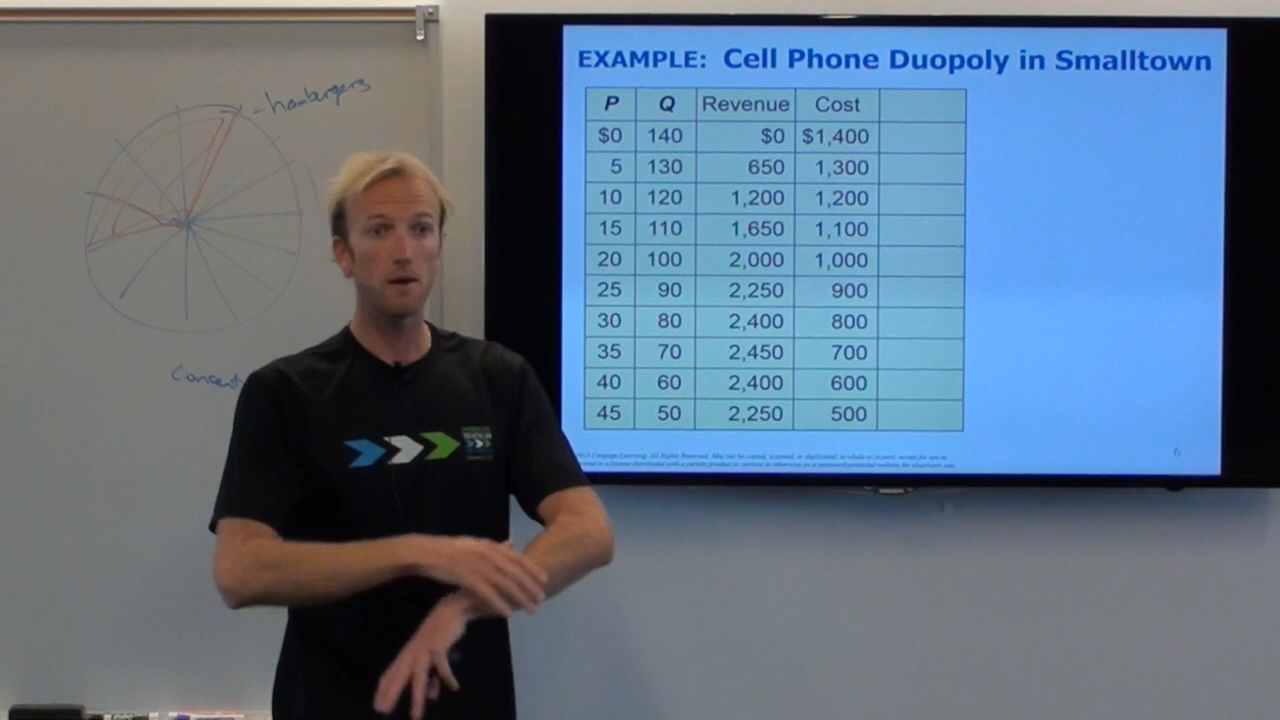 hamburgers
EXAMPLE: Cell Phone Duopoly in Smalltown
P Q Revenue Cost
$0 140 $0 $1,400
5 130 650 1,300
10 120 1,200 1,200
15 110 1,650 1,100
20 100 2,000 1,000
25 90 2,250 900
30 80 2,400 800
35 70 2,450 700
40 60 2,400 600
45 50 2,250 500
6